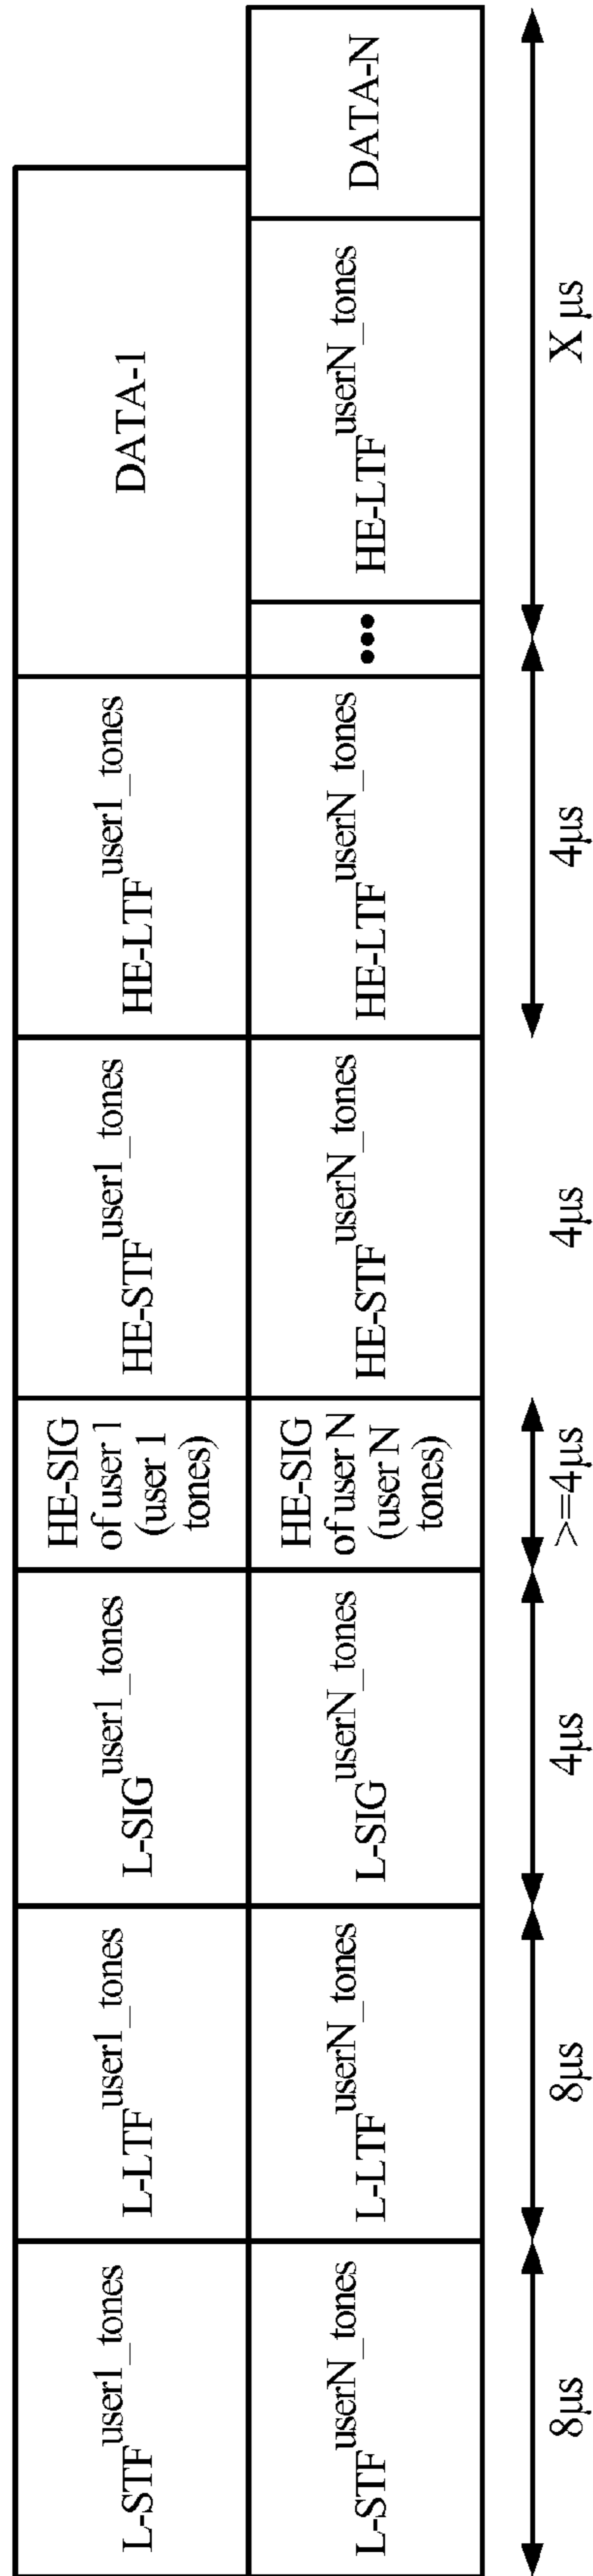 L-STF^user1_tones
L-LTF^user1_tones
L-SIG^user1_tones
HE-SIG
of user 1
(user 1
tones)
HE-STF^user1_tones
HE-LTF^user1_tones
DATA-1
L-STF^userN_tones
L-LTF^userN_tones
L-SIG^userN_tones
HE-SIG
of user N
(user N
tones)
HE-STF^userN_tones
HE-LTF^userN_tones
•••
HE-LTF^userN_tones
DATA-N
8μs
8μs
4μs
>=4μs
4μs
4μs
X μs